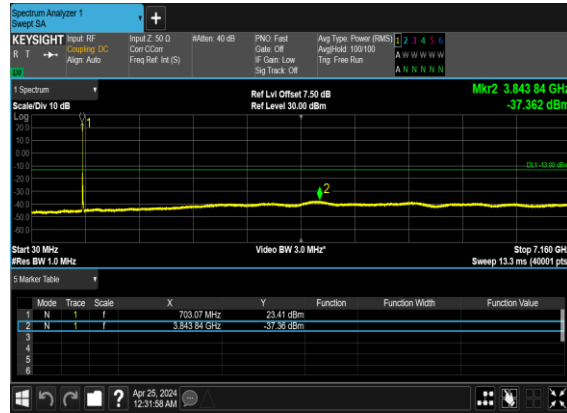 Spectrum Analyzer 1
Swept SA
+
KEYSIGHT Input: RF Input Z: 50 Ω #Atten: 40 dB PNO: Fast Avg Type: Power (RMS) 1 2 3 4 5 6
R T Coupling: DC Corr CCorr Gate: Off Avg|Hold: 100/100 A W W W W W
Align: Auto Freq Ref: Int (S) IF Gain: Low Trig: Free Run
Sig Track: Off A N N N N N
1 Spectrum Ref Lvl Offset 7.50 dB Mkr2 3.843 84 GHz
Scale/Div 10 dB Ref Level 30.00 dBm -37.362 dBm
Log
20.0
10.0
0.00
-10.0
-20.0
-30.0
-40.0
-50.0
-60.0
1
DL1 -13.00 dBm
2
Start 30 MHz Video BW 3.0 MHz* Stop 7.160 GHz
#Res BW 1.0 MHz Sweep 13.3 ms (40001 pts)
5 Marker Table
Mode Trace Scale X Y Function Function Width Function Value
1 N 1 f 703.07 MHz 23.41 dBm
2 N 1 f 3.843 84 GHz -37.36 dBm
3
4
5
6
? Apr 25, 2024
12:31:58 AM